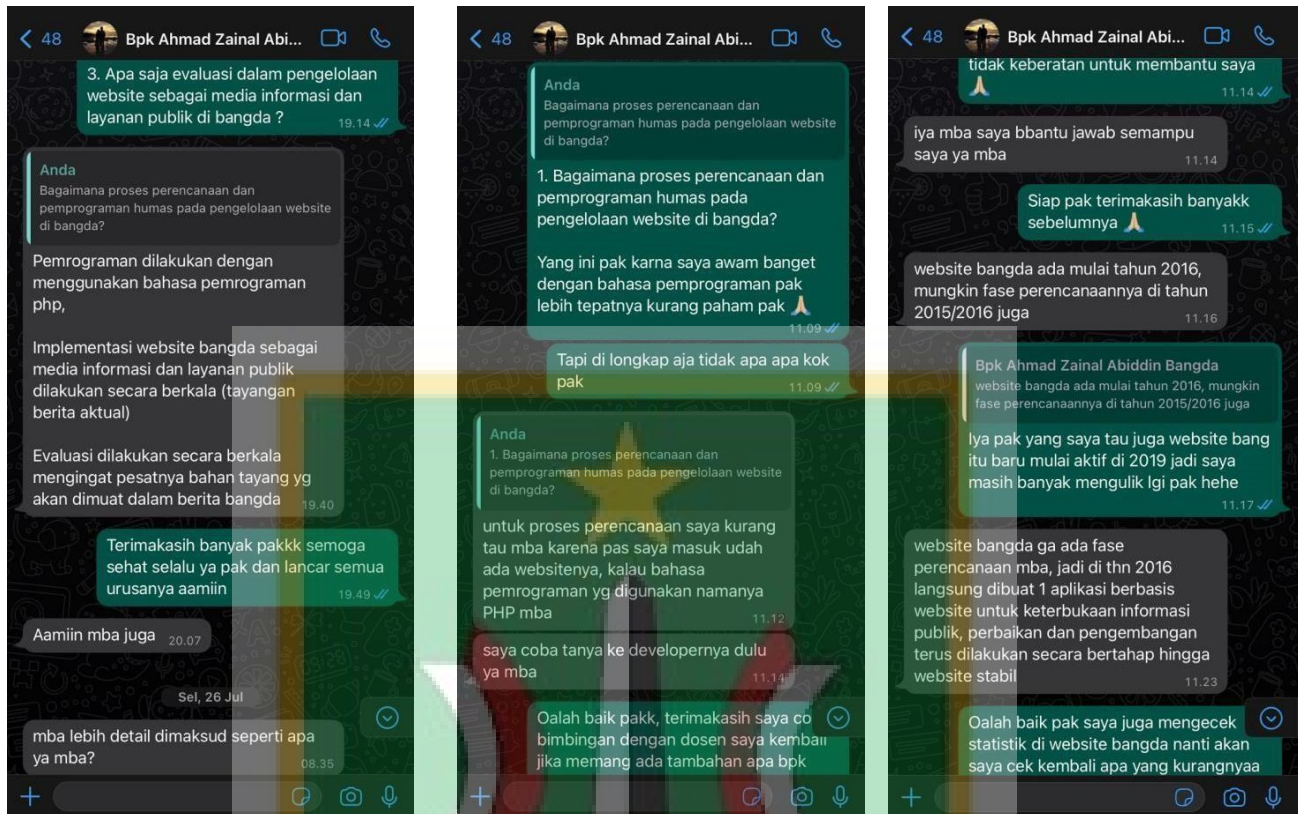 48
Bpk Ahmad Zainal Abi...
3. Apa saja evaluasi dalam pengelolaan
website sebagai media informasi dan
layanan publik di bangda ?
19.14
Anda
Bagaimana proses perencanaan dan
pemprograman humas pada pengelolaan website
di bangda?
Pemrograman dilakukan dengan
menggunakan bahasa pemrograman
php,
Implementasi website bangda sebagai
media informasi dan layanan publik
dilakukan secara berkala (tayangan
berita aktual)
Evaluasi dilakukan secara berkala
mengingat pesatnya bahan tayang yg
akan dimuat dalam berita bangda
19.40
Terimakasih banyak pakkk semoga
sehat selalu ya pak dan lancar semua
urusanya aamiin
19.49
Aamiin mba juga
20.07
Sel, 26 Jul
mba lebih detail dimaksud seperti apa
ya mba?
08.35
48
Bpk Ahmad Zainal Abi...
Anda
Bagaimana proses perencanaan dan
pemprograman humas pada pengelolaan website
di bangda?
1. Bagaimana proses perencanaan dan
pemprograman humas pada
pengelolaan website di bangda?
Yang ini pak karna saya awam banget
dengan bahasa pemprograman pak
lebih tepatnya kurang paham pak 🙏🏼
11.09
Tapi di longkap aja tidak apa apa kok
pak
11.09
Anda
1. Bagaimana proses perencanaan dan
pemprograman humas pada pengelolaan website
di bangda?
untuk proses perencanaan saya kurang
tau mba karena pas saya masuk udah
ada websitenya, kalau bahasa
pemrograman yg digunakan namanya
PHP mba
11.12
saya coba tanya ke developernya dulu
ya mba
11.14
Oalah baik pakk, terimakasih saya co
bimbingan dengan dosen saya kembali
jika memang ada tambahan apa bpk
48
Bpk Ahmad Zainal Abi...
tidak keberatan untuk membantu saya
🙏🏼
11.14
iya mba saya bbantu jawab semampu
saya ya mba
11.14
Siap pak terimakasih banyakk
sebelumnya 🙏🏼
11.15
website bangda ada mulai tahun 2016,
mungkin fase perencanaannya di tahun
2015/2016 juga
11.16
Bpk Ahmad Zainal Abiddin Bangda
website bangda ada mulai tahun 2016, mungkin
fase perencanaannya di tahun 2015/2016 juga
Iya pak yang saya tau juga website bang
itu baru mulai aktif di 2019 jadi saya
masih banyak mengulik lgi pak hehe
11.17
website bangda ga ada fase
perencanaan mba, jadi di thn 2016
langsung dibuat 1 aplikasi berbasis
website untuk keterbukaan informasi
publik, perbaikan dan pengembangan
terus dilakukan secara bertahap hingga
website stabil
11.23
Oalah baik pak saya juga mengecek
statistik di website bangda nanti akan
saya cek kembali apa yang kurangnyaa